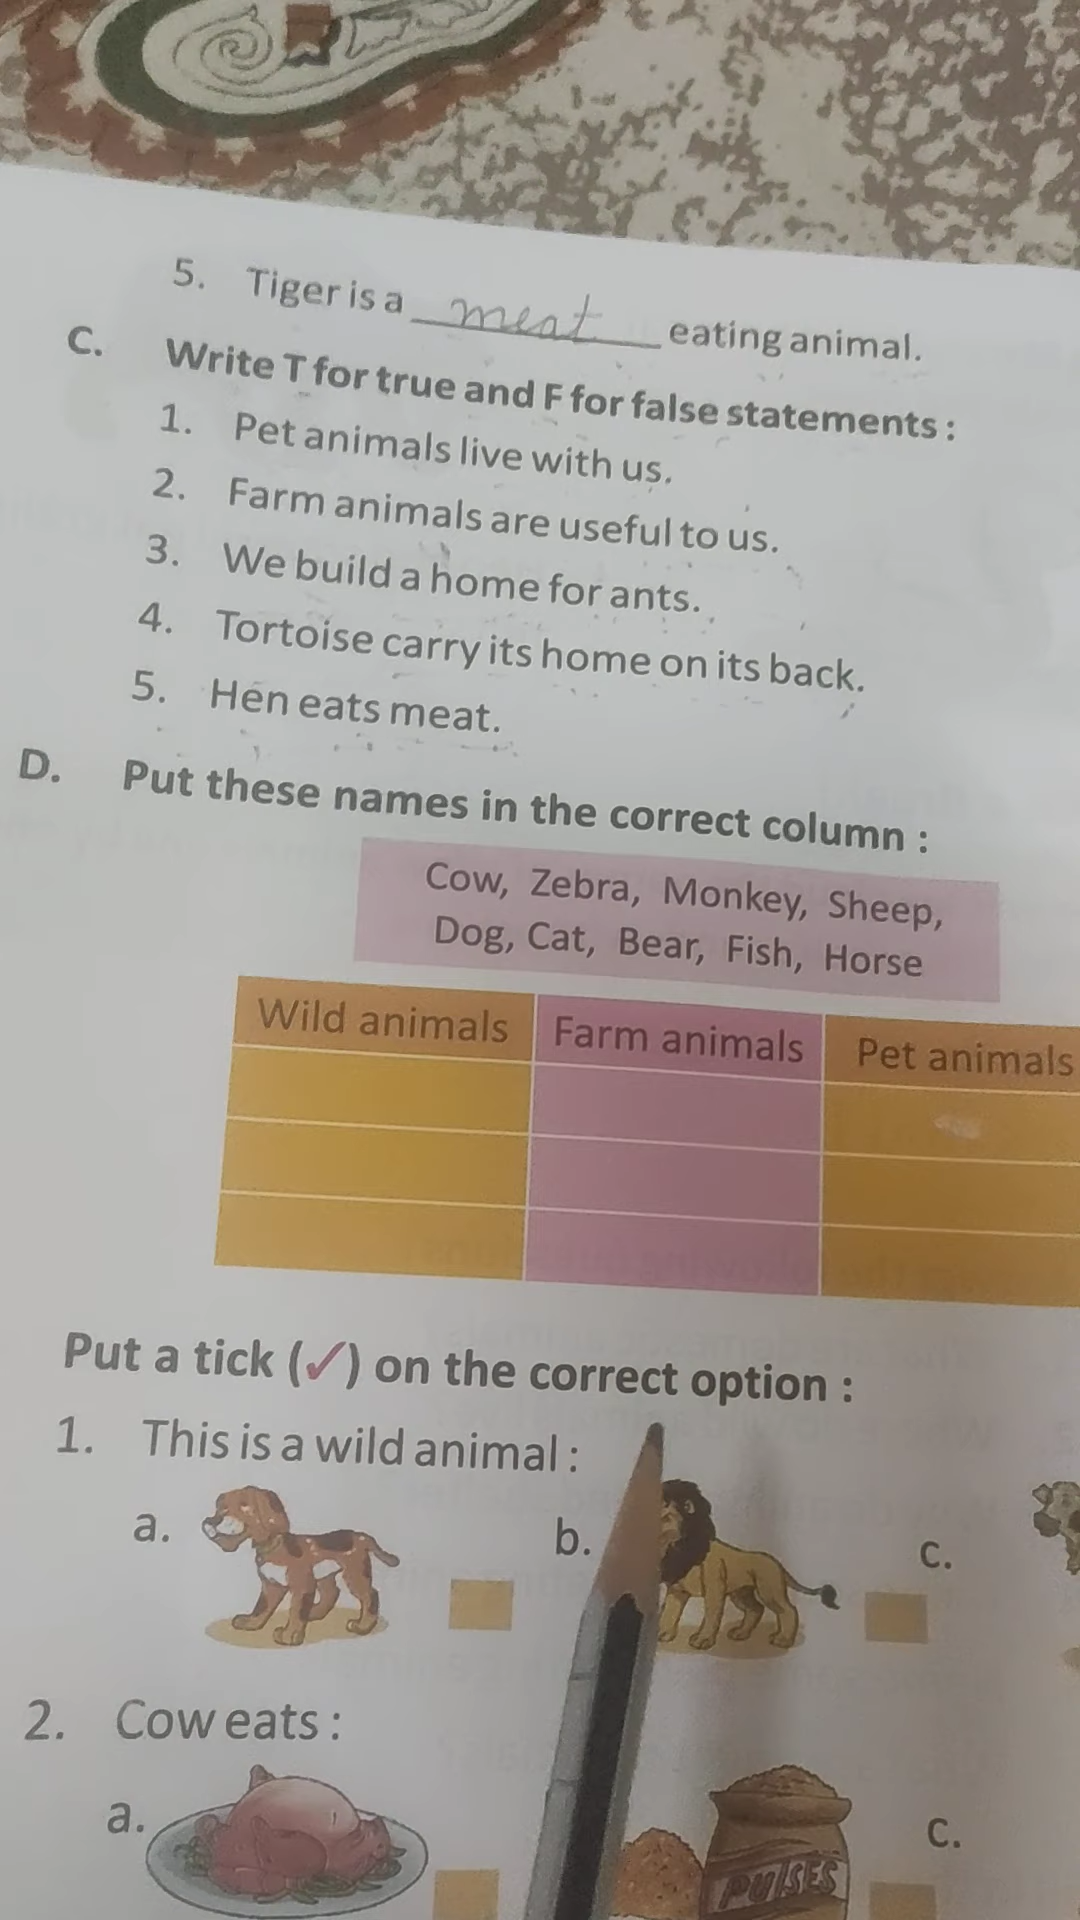 5. Tiger is a meat eating animal.
C. Write T for true and F for false statements :
1. Pet animals live with us.
2. Farm animals are useful to us.
3. We build a home for ants.
4. Tortoise carry its home on its back.
5. Hen eats meat.
D. Put these names in the correct column :
Cow, Zebra, Monkey, Sheep,
Dog, Cat, Bear, Fish, Horse
Wild animals Farm animals Pet animals
Put a tick (✓) on the correct option :
1. This is a wild animal :
a. b. c.
2. Cow eats :
a. c.
PULSES